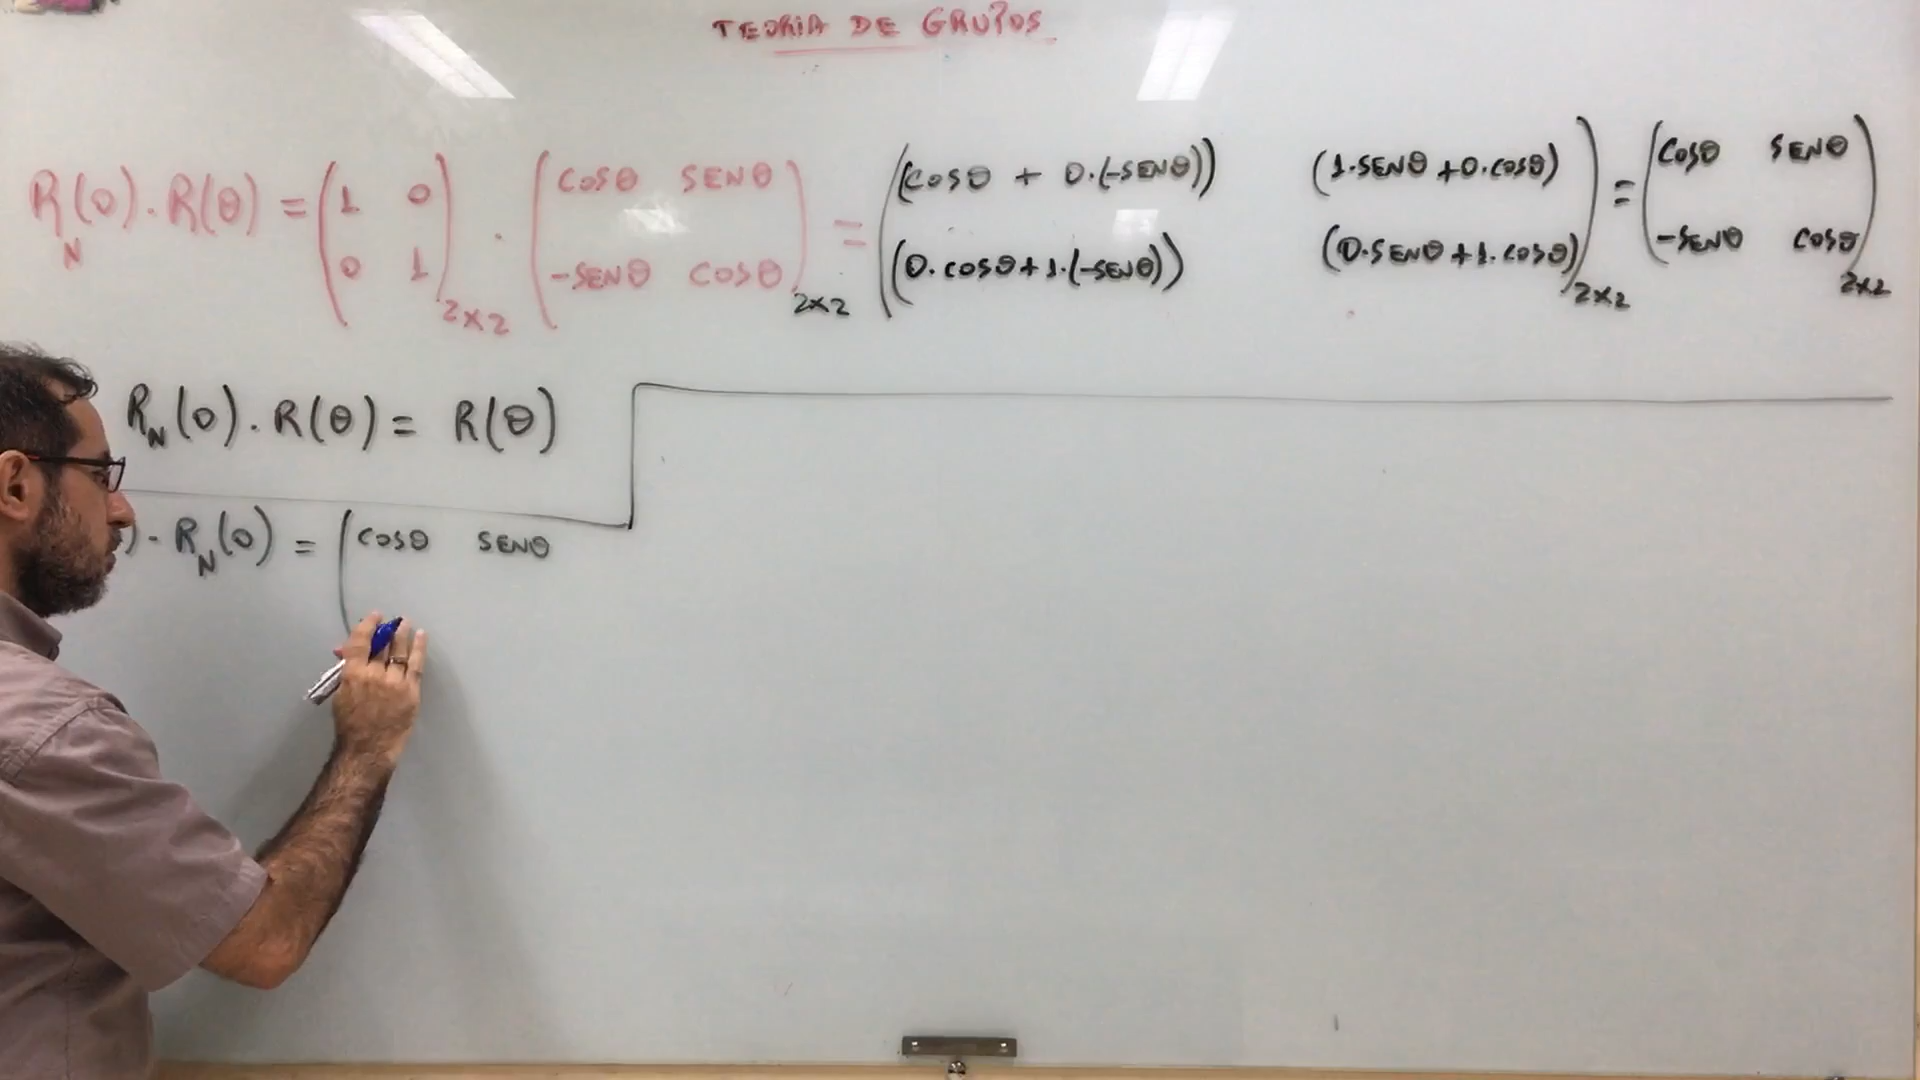 TEORIA DE GRUPOS
R_N(0) . R(θ) = (1 0 ; 0 1)_2x2 . (COSθ SENθ ; -SENθ COSθ)_2x2 = ((COSθ + 0.(-SENθ)) (1.SENθ + 0.COSθ) ; (0.COSθ + 1.(-SENθ)) (0.SENθ + 1.COSθ))_2x2 = (COSθ SENθ ; -SENθ COSθ)_2x2
R_N(0) . R(θ) = R(θ)
) . R_N(0) = (COSθ SENθ